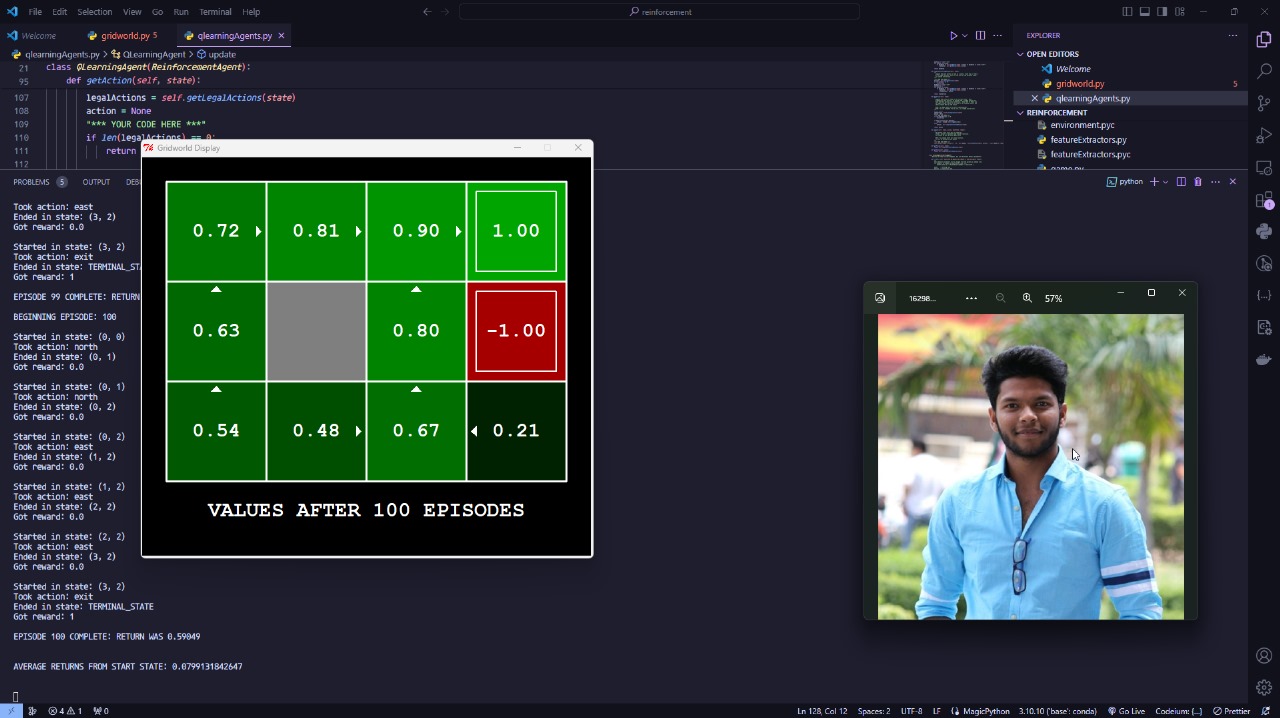 File Edit Selection View Go Run Terminal Help
reinforcement
Welcome
gridworld.py 5
qlearningAgents.py
EXPLORER
qlearningAgents.py > QLearningAgent > update
21 class QLearningAgent(ReinforcementAgent):
95 def getAction(self, state):
107 legalActions = self.getLegalActions(state)
108 action = None
109 "*** YOUR CODE HERE ***"
110 if len(legalActions) == 0:
111 return
112
OPEN EDITORS
Welcome
gridworld.py 5
qlearningAgents.py
REINFORCEMENT
environment.pyc
featureExtractors.py
featureExtractors.pyc
game.py
PROBLEMS 5 OUTPUT
python
Took action: east
Ended in state: (3, 2)
Got reward: 0.0
Started in state: (3, 2)
Took action: exit
Ended in state: TERMINAL_STA
Got reward: 1
EPISODE 99 COMPLETE: RETURN
BEGINNING EPISODE: 100
Started in state: (0, 0)
Took action: north
Ended in state: (0, 1)
Got reward: 0.0
Started in state: (0, 1)
Took action: north
Ended in state: (0, 2)
Got reward: 0.0
Started in state: (0, 2)
Took action: east
Ended in state: (1, 2)
Got reward: 0.0
Started in state: (1, 2)
Took action: east
Ended in state: (2, 2)
Got reward: 0.0
Started in state: (2, 2)
Took action: east
Ended in state: (3, 2)
Got reward: 0.0
Started in state: (3, 2)
Took action: exit
Ended in state: TERMINAL_STATE
Got reward: 1
EPISODE 100 COMPLETE: RETURN WAS 0.59049
AVERAGE RETURNS FROM START STATE: 0.0799131842647
Gridworld Display
0.72 0.81 0.90 1.00
0.63 0.80 -1.00
0.54 0.48 0.67 0.21
VALUES AFTER 100 EPISODES
16298... 57%
4 1 0
Ln 128, Col 12 Spaces: 2 UTF-8 LF MagicPython 3.10.10 ('base': conda) Go Live Codeium: {...} Prettier